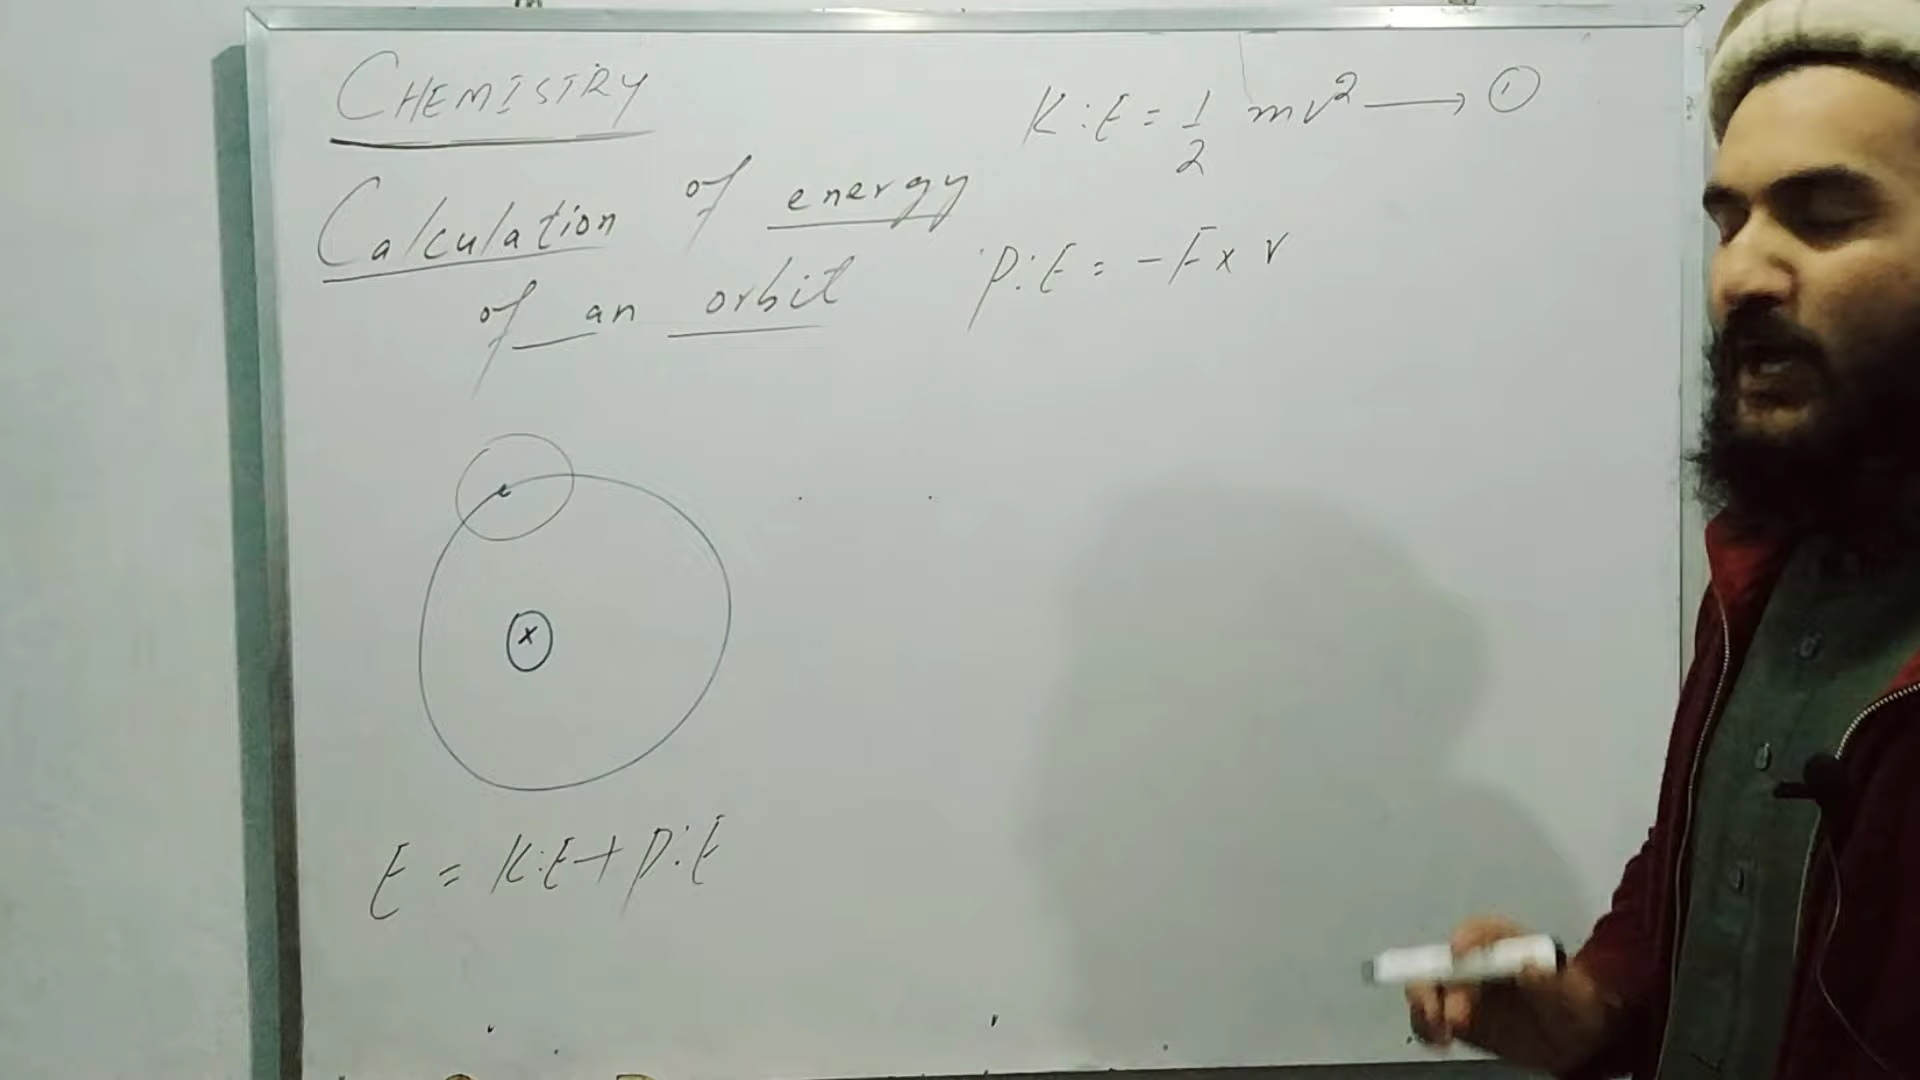 CHEMISTRY
Calculation of energy
of an orbit
K:E = 1/2 mv² → ①
P:E = -F x r
e
x
E = K:E + P:E